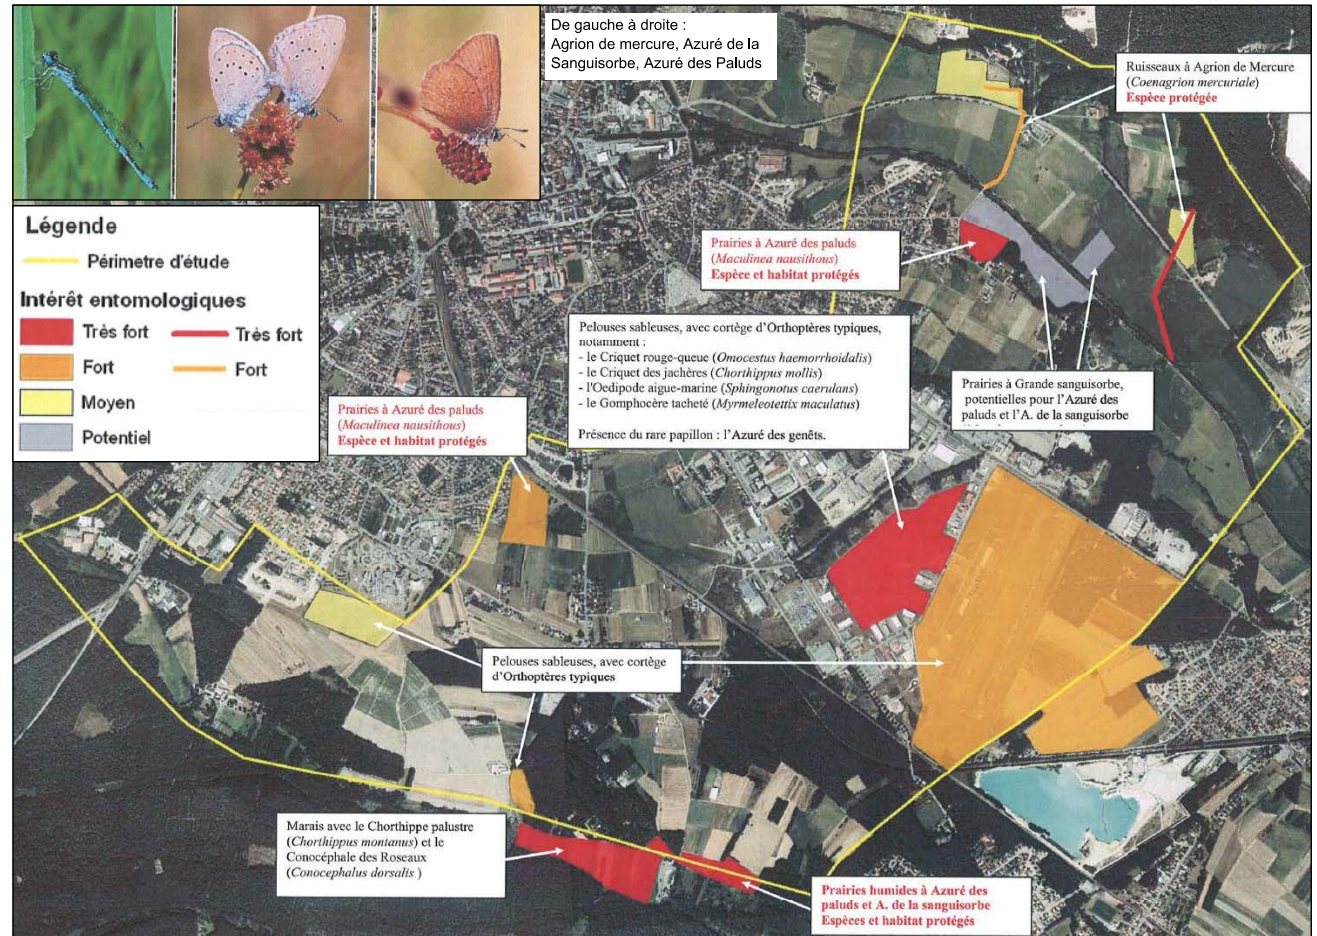 De gauche à droite :
Agrion de mercure, Azuré de la
Sanguisorbe, Azuré des Paluds
Ruisseaux à Agrion de Mercure
(Coenagrion mercuriale)
Espèce protégée
Légende
Périmetre d'étude
Intérêt entomologiques
Très fort
Très fort
Fort
Fort
Moyen
Potentiel
Prairies à Azuré des paluds
(Maculinea nausithous)
Espèce et habitat protégés
Pelouses sableuses, avec cortège d'Orthoptères typiques,
notamment :
- le Criquet rouge-queue (Omocestus haemorrhoidalis)
- le Criquet des jachères (Chorthippus mollis)
- l'Oedipode aigue-marine (Sphingonotus caerulans)
- le Gomphocère tacheté (Myrmeleotettix maculatus)
Présence du rare papillon : l'Azuré des genêts.
Prairies à Grande sanguisorbe,
potentielles pour l'Azuré des
paluds et l'A. de la sanguisorbe
Prairies à Azuré des paluds
(Maculinea nausithous)
Espèce et habitat protégés
Pelouses sableuses, avec cortège
d'Orthoptères typiques
Marais avec le Chorthippe palustre
(Chorthippus montanus) et le
Conocéphale des Roseaux
(Conocephalus dorsalis )
Prairies humides à Azuré des
paluds et A. de la sanguisorbe
Espèces et habitat protégés